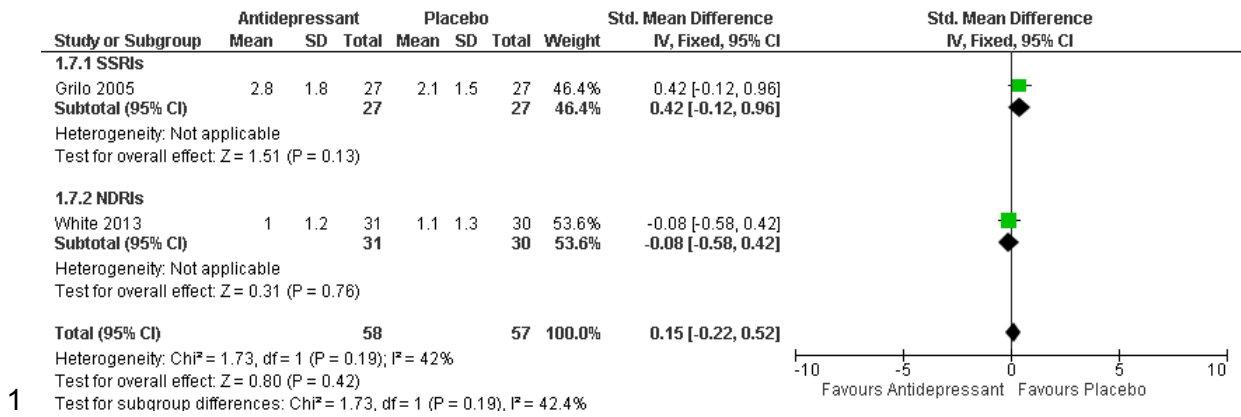 Antidepressant Placebo Std. Mean Difference Std. Mean Difference
Study or Subgroup Mean SD Total Mean SD Total Weight IV, Fixed, 95% CI IV, Fixed, 95% CI
1.7.1 SSRIs
Grilo 2005 2.8 1.8 27 2.1 1.5 27 46.4% 0.42 [-0.12, 0.96]
Subtotal (95% CI) 27 27 46.4% 0.42 [-0.12, 0.96]
Heterogeneity: Not applicable
Test for overall effect: Z = 1.51 (P = 0.13)
1.7.2 NDRIs
White 2013 1 1.2 31 1.1 1.3 30 53.6% -0.08 [-0.58, 0.42]
Subtotal (95% CI) 31 30 53.6% -0.08 [-0.58, 0.42]
Heterogeneity: Not applicable
Test for overall effect: Z = 0.31 (P = 0.76)
Total (95% CI) 58 57 100.0% 0.15 [-0.22, 0.52]
Heterogeneity: Chi² = 1.73, df = 1 (P = 0.19); I² = 42%
Test for overall effect: Z = 0.80 (P = 0.42)
Test for subgroup differences: Chi² = 1.73, df = 1 (P = 0.19), I² = 42.4%
-10 -5 0 5 10
Favours Antidepressant Favours Placebo
1